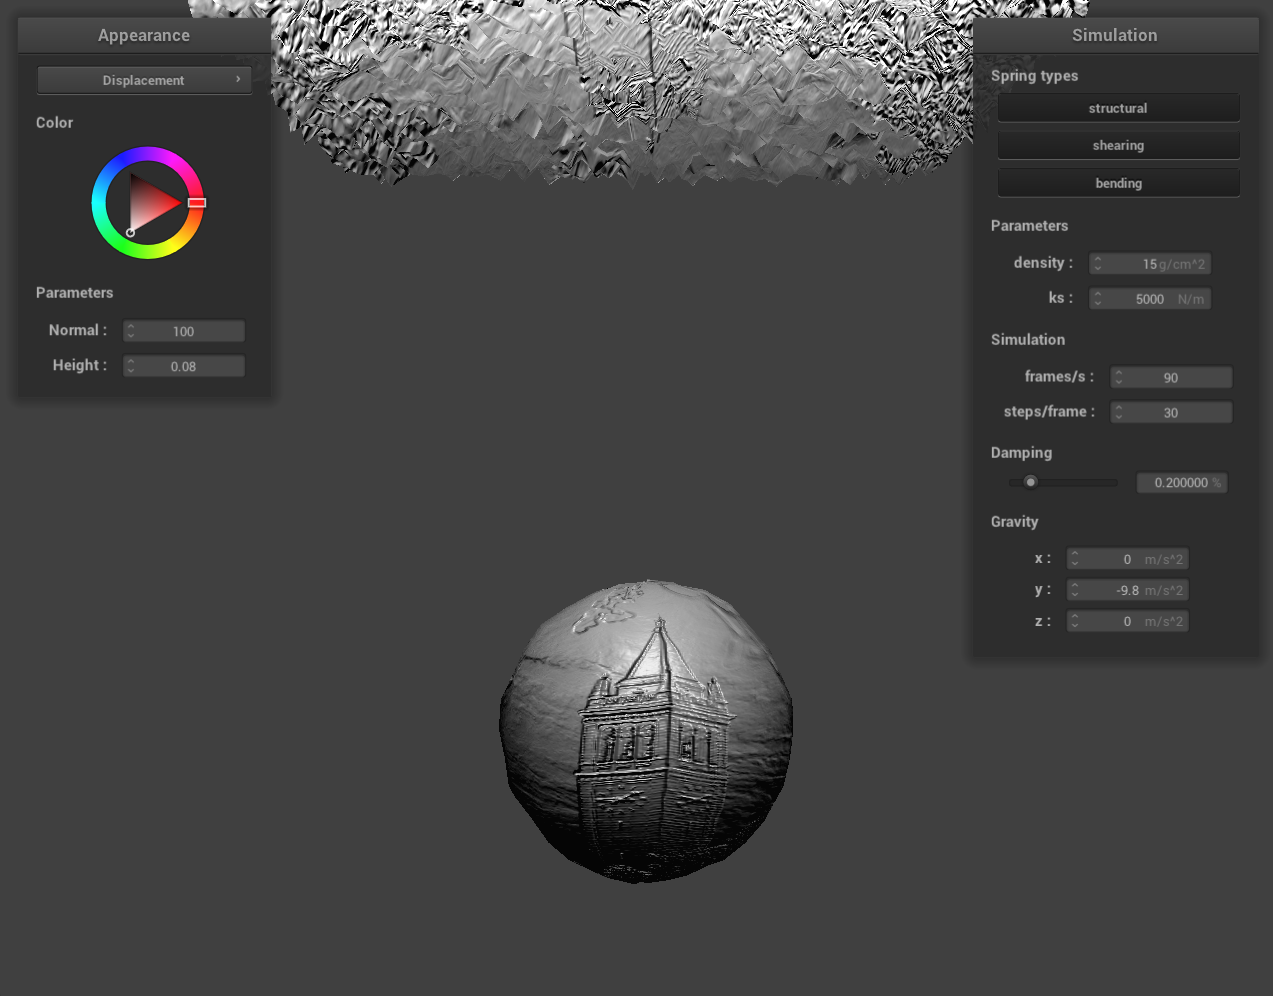 Appearance
Displacement
Color
Parameters
Normal : 100
Height : 0.08
Simulation
Spring types
structural
shearing
bending
Parameters
density : 15 g/cm^2
ks : 5000 N/m
Simulation
frames/s : 90
steps/frame : 30
Damping
0.200000 %
Gravity
x : 0 m/s^2
y : -9.8 m/s^2
z : 0 m/s^2